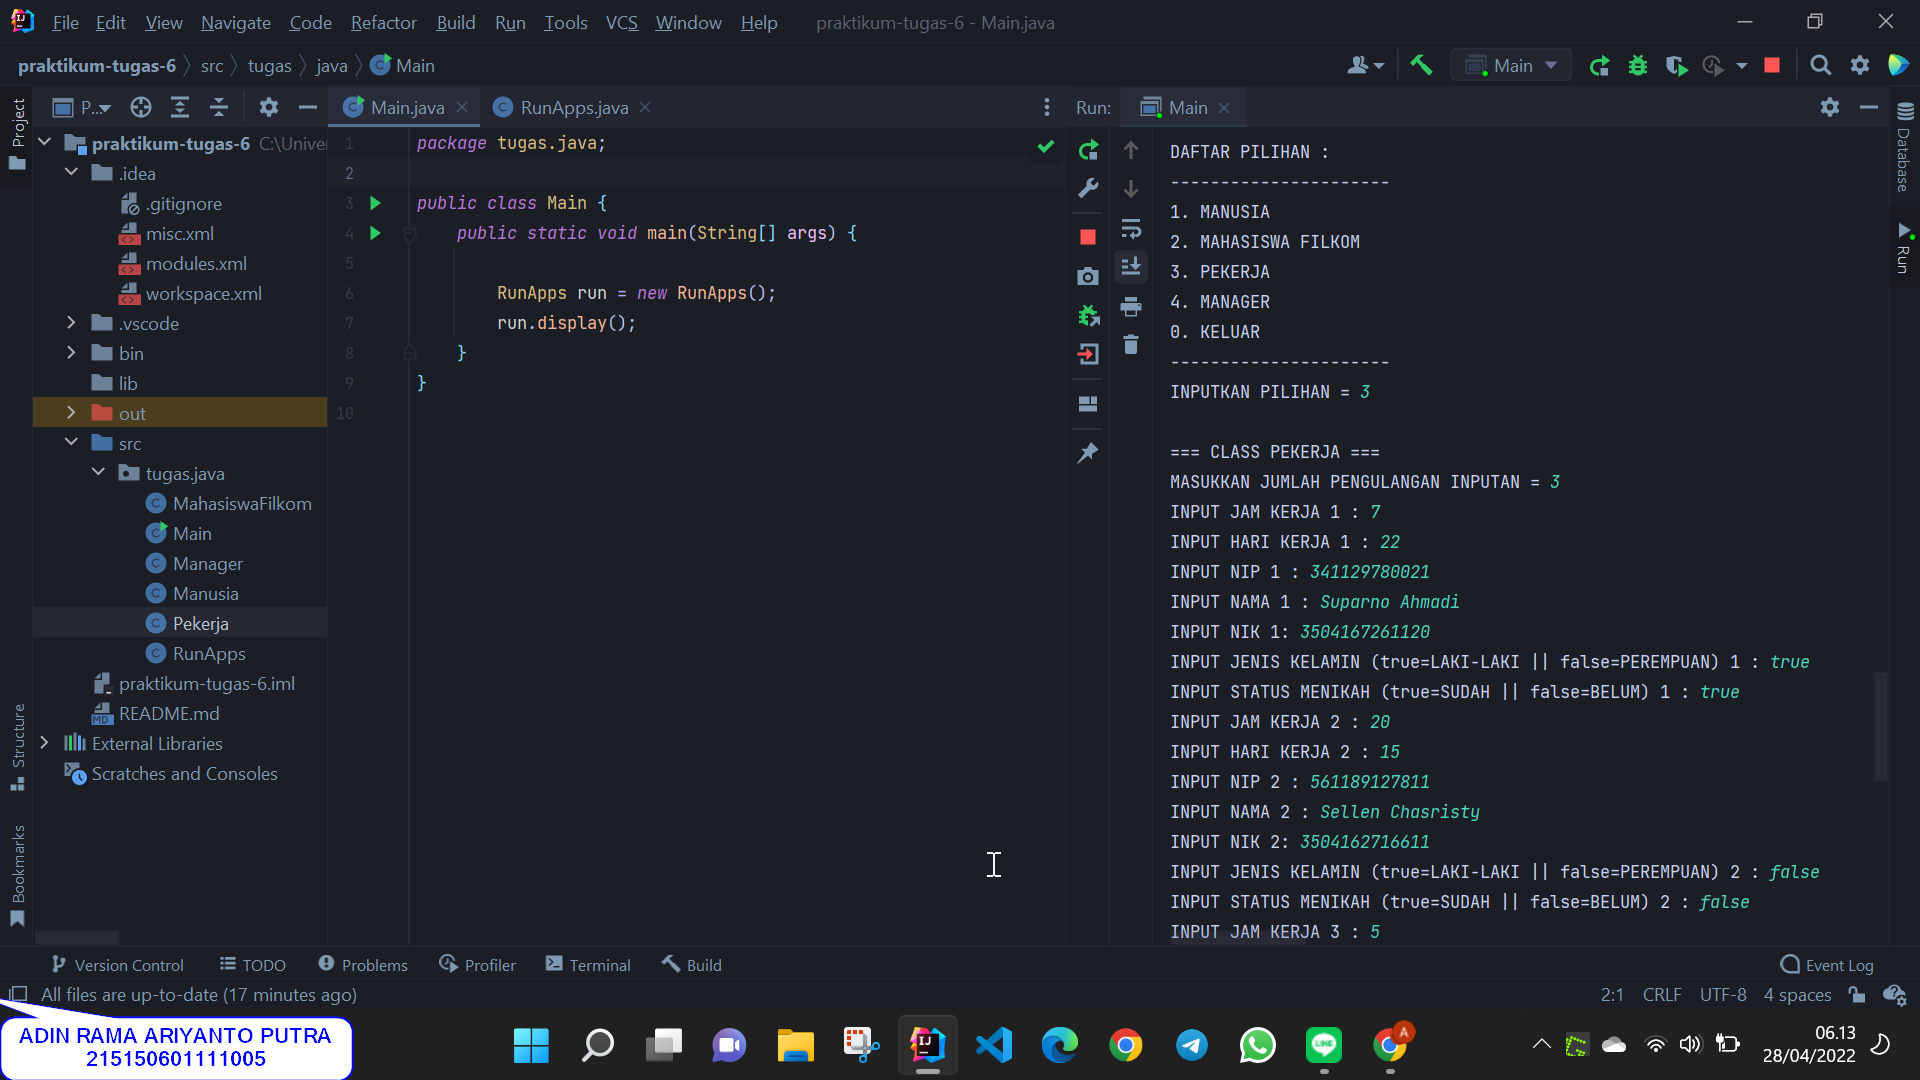 File Edit View Navigate Code Refactor Build Run Tools VCS Window Help praktikum-tugas-6 - Main.java
praktikum-tugas-6 src tugas java Main
Main
P...
Main.java
RunApps.java
Run: Main
Project
Structure
Bookmarks
praktikum-tugas-6 C:\Univer
.idea
.gitignore
misc.xml
modules.xml
workspace.xml
.vscode
bin
lib
out
src
tugas.java
MahasiswaFilkom
Main
Manager
Manusia
Pekerja
RunApps
praktikum-tugas-6.iml
README.md
External Libraries
Scratches and Consoles
1 package tugas.java;
2
3 public class Main {
4 public static void main(String[] args) {
5
6 RunApps run = new RunApps();
7 run.display();
8 }
9 }
10
DAFTAR PILIHAN :
----------------------
1. MANUSIA
2. MAHASISWA FILKOM
3. PEKERJA
4. MANAGER
0. KELUAR
----------------------
INPUTKAN PILIHAN = 3
=== CLASS PEKERJA ===
MASUKKAN JUMLAH PENGULANGAN INPUTAN = 3
INPUT JAM KERJA 1 : 7
INPUT HARI KERJA 1 : 22
INPUT NIP 1 : 341129780021
INPUT NAMA 1 : Suparno Ahmadi
INPUT NIK 1: 3504167261120
INPUT JENIS KELAMIN (true=LAKI-LAKI || false=PEREMPUAN) 1 : true
INPUT STATUS MENIKAH (true=SUDAH || false=BELUM) 1 : true
INPUT JAM KERJA 2 : 20
INPUT HARI KERJA 2 : 15
INPUT NIP 2 : 561189127811
INPUT NAMA 2 : Sellen Chasristy
INPUT NIK 2: 3504162716611
INPUT JENIS KELAMIN (true=LAKI-LAKI || false=PEREMPUAN) 2 : false
INPUT STATUS MENIKAH (true=SUDAH || false=BELUM) 2 : false
INPUT JAM KERJA 3 : 5
Database
Run
Version Control TODO Problems Profiler Terminal Build Event Log
All files are up-to-date (17 minutes ago) 2:1 CRLF UTF-8 4 spaces
ADIN RAMA ARIYANTO PUTRA
215150601111005
06.13
28/04/2022